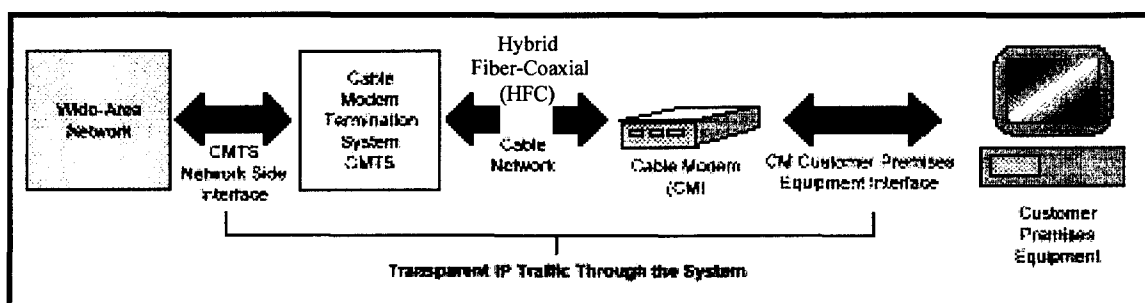 Wide-Area
Network
CMTS
Network Side
Interface
Cable
Modem
Termination
System
CMTS
Hybrid
Fiber-Coaxial
(HFC)
Cable
Network
Cable Modem
(CMI
CM Customer Premises
Equipment Interface
Customer
Premises
Equipment
Transparent IP Traffic Through the System